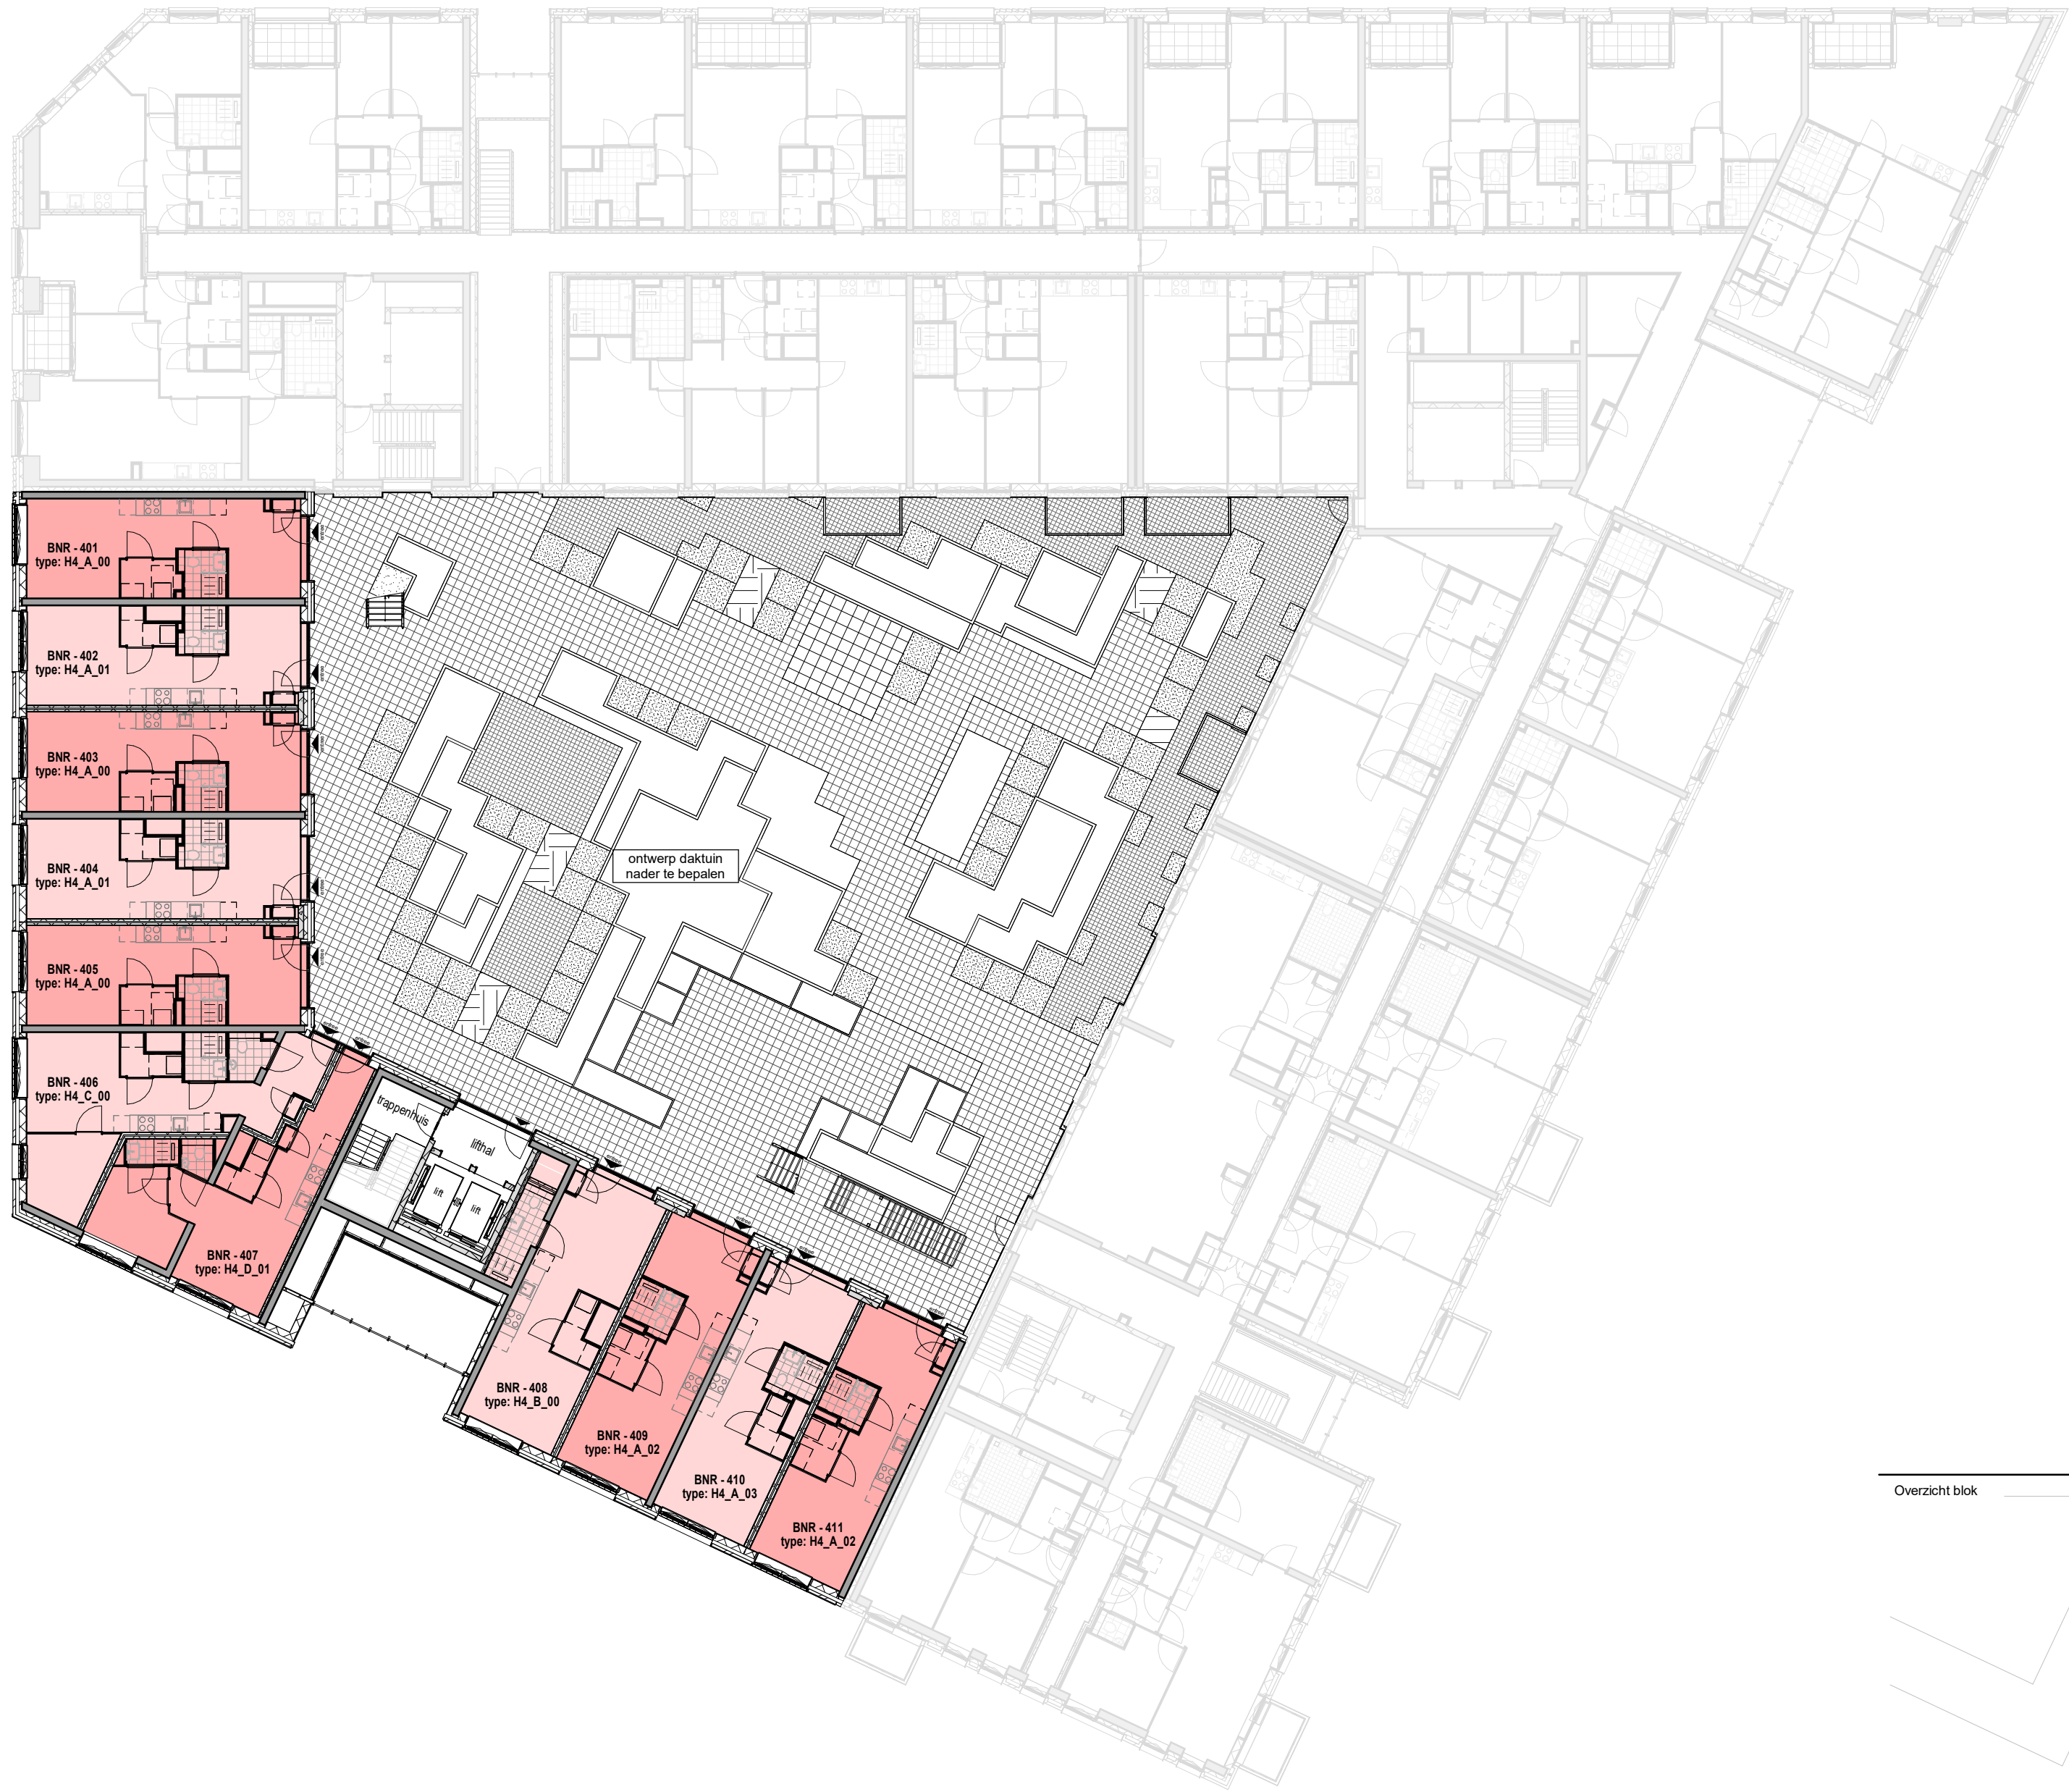 BNR - 401
type: H4_A_00
BNR - 402
type: H4_A_01
BNR - 403
type: H4_A_00
BNR - 404
type: H4_A_01
ontwerp daktuin
nader te bepalen
BNR - 405
type: H4_A_00
BNR - 406
type: H4_C_00
trappenhuis
lifthal
lift
lift
BNR - 407
type: H4_D_01
BNR - 408
type: H4_B_00
BNR - 409
type: H4_A_02
BNR - 410
type: H4_A_03
BNR - 411
type: H4_A_02
Overzicht blok